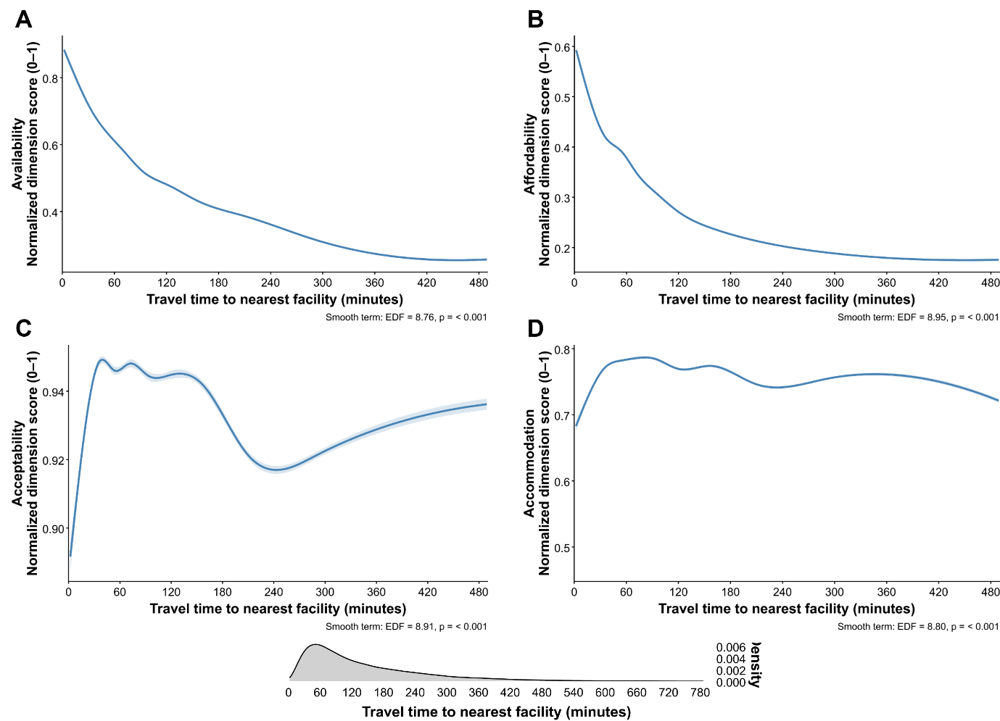 A
Availability
Normalized dimension score (0–1)
0.8
0.6
0.4
0 60 120 180 240 300 360 420 480
Travel time to nearest facility (minutes)
Smooth term: EDF = 8.76, p = < 0.001
B
Affordability
Normalized dimension score (0–1)
0.6
0.5
0.4
0.3
0.2
0 60 120 180 240 300 360 420 480
Travel time to nearest facility (minutes)
Smooth term: EDF = 8.95, p = < 0.001
C
Acceptability
Normalized dimension score (0–1)
0.94
0.92
0.90
0 60 120 180 240 300 360 420 480
Travel time to nearest facility (minutes)
Smooth term: EDF = 8.91, p = < 0.001
D
Accommodation
Normalized dimension score (0–1)
0.8
0.7
0.6
0.5
0 60 120 180 240 300 360 420 480
Travel time to nearest facility (minutes)
Smooth term: EDF = 8.80, p = < 0.001
0.006
0.004
0.002
0.000
0 60 120 180 240 300 360 420 480 540 600 660 720 780
Travel time to nearest facility (minutes)